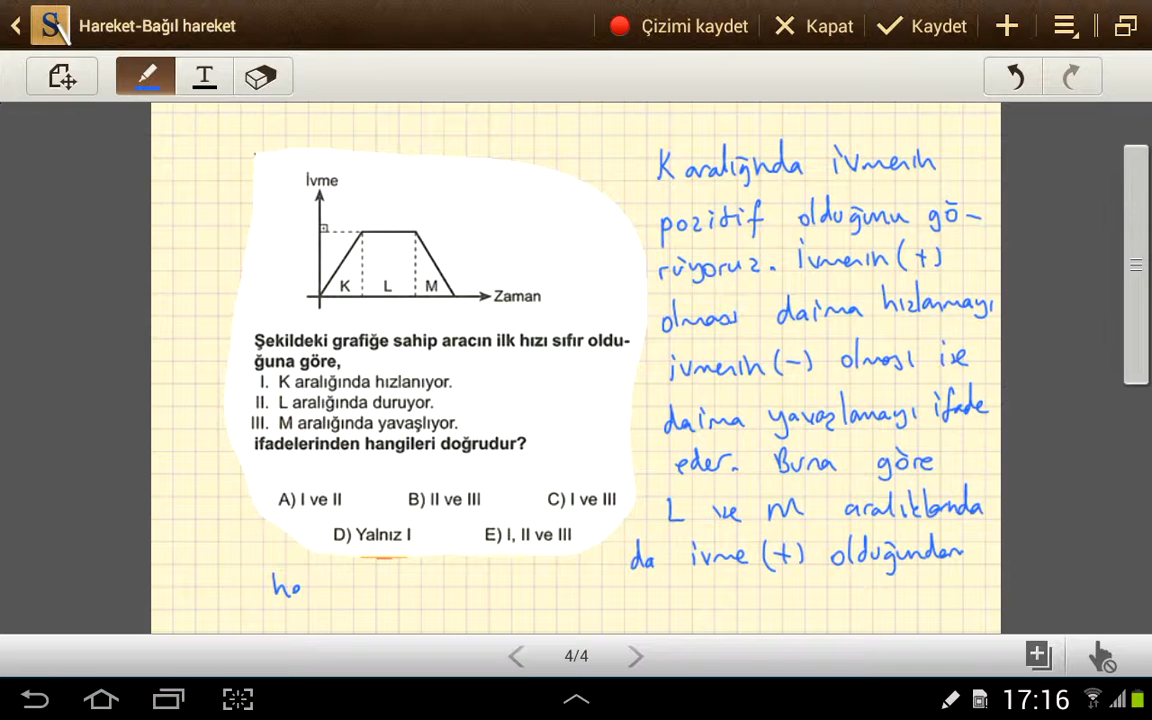 Hareket-Bağıl hareket
Çizimi kaydet
Kapat
Kaydet
T
İvme
K
L
M
Zaman
Şekildeki grafiğe sahip aracın ilk hızı sıfır oldu-
ğuna göre,
I. K aralığında hızlanıyor.
II. L aralığında duruyor.
III. M aralığında yavaşlıyor.
ifadelerinden hangileri doğrudur?
A) I ve II B) II ve III C) I ve III
D) Yalnız I E) I, II ve III
K aralığında ivmenin
pozitif olduğunu gö-
rüyoruz. İvmenin (+)
olması daima hızlanmayı
ivmenin (-) olması ise
daima yavaşlamayı ifade
eder. Buna göre
L ve M aralıklarında
da ivme (+) olduğundan
ho
4/4
17:16